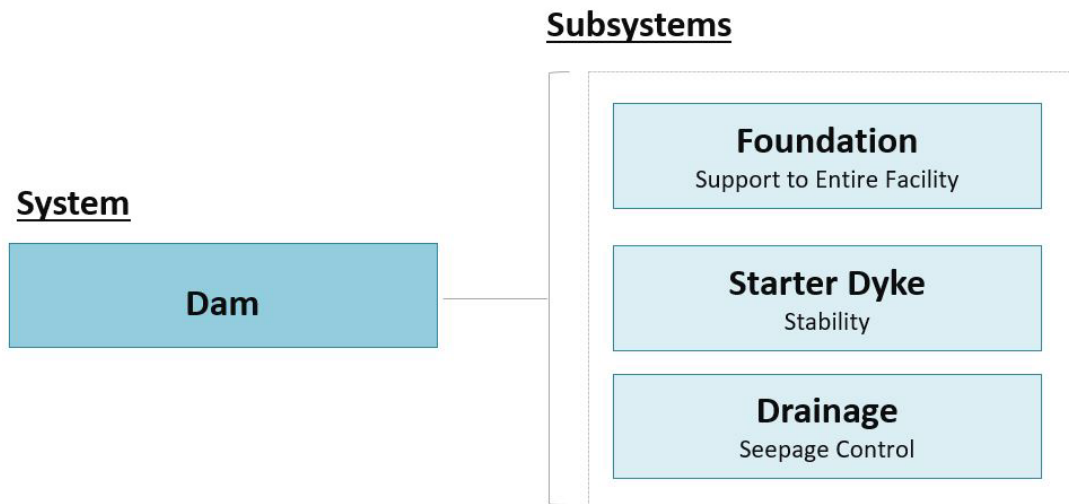 Subsystems
Foundation
Support to Entire Facility
System
Dam
Starter Dyke
Stability
Drainage
Seepage Control